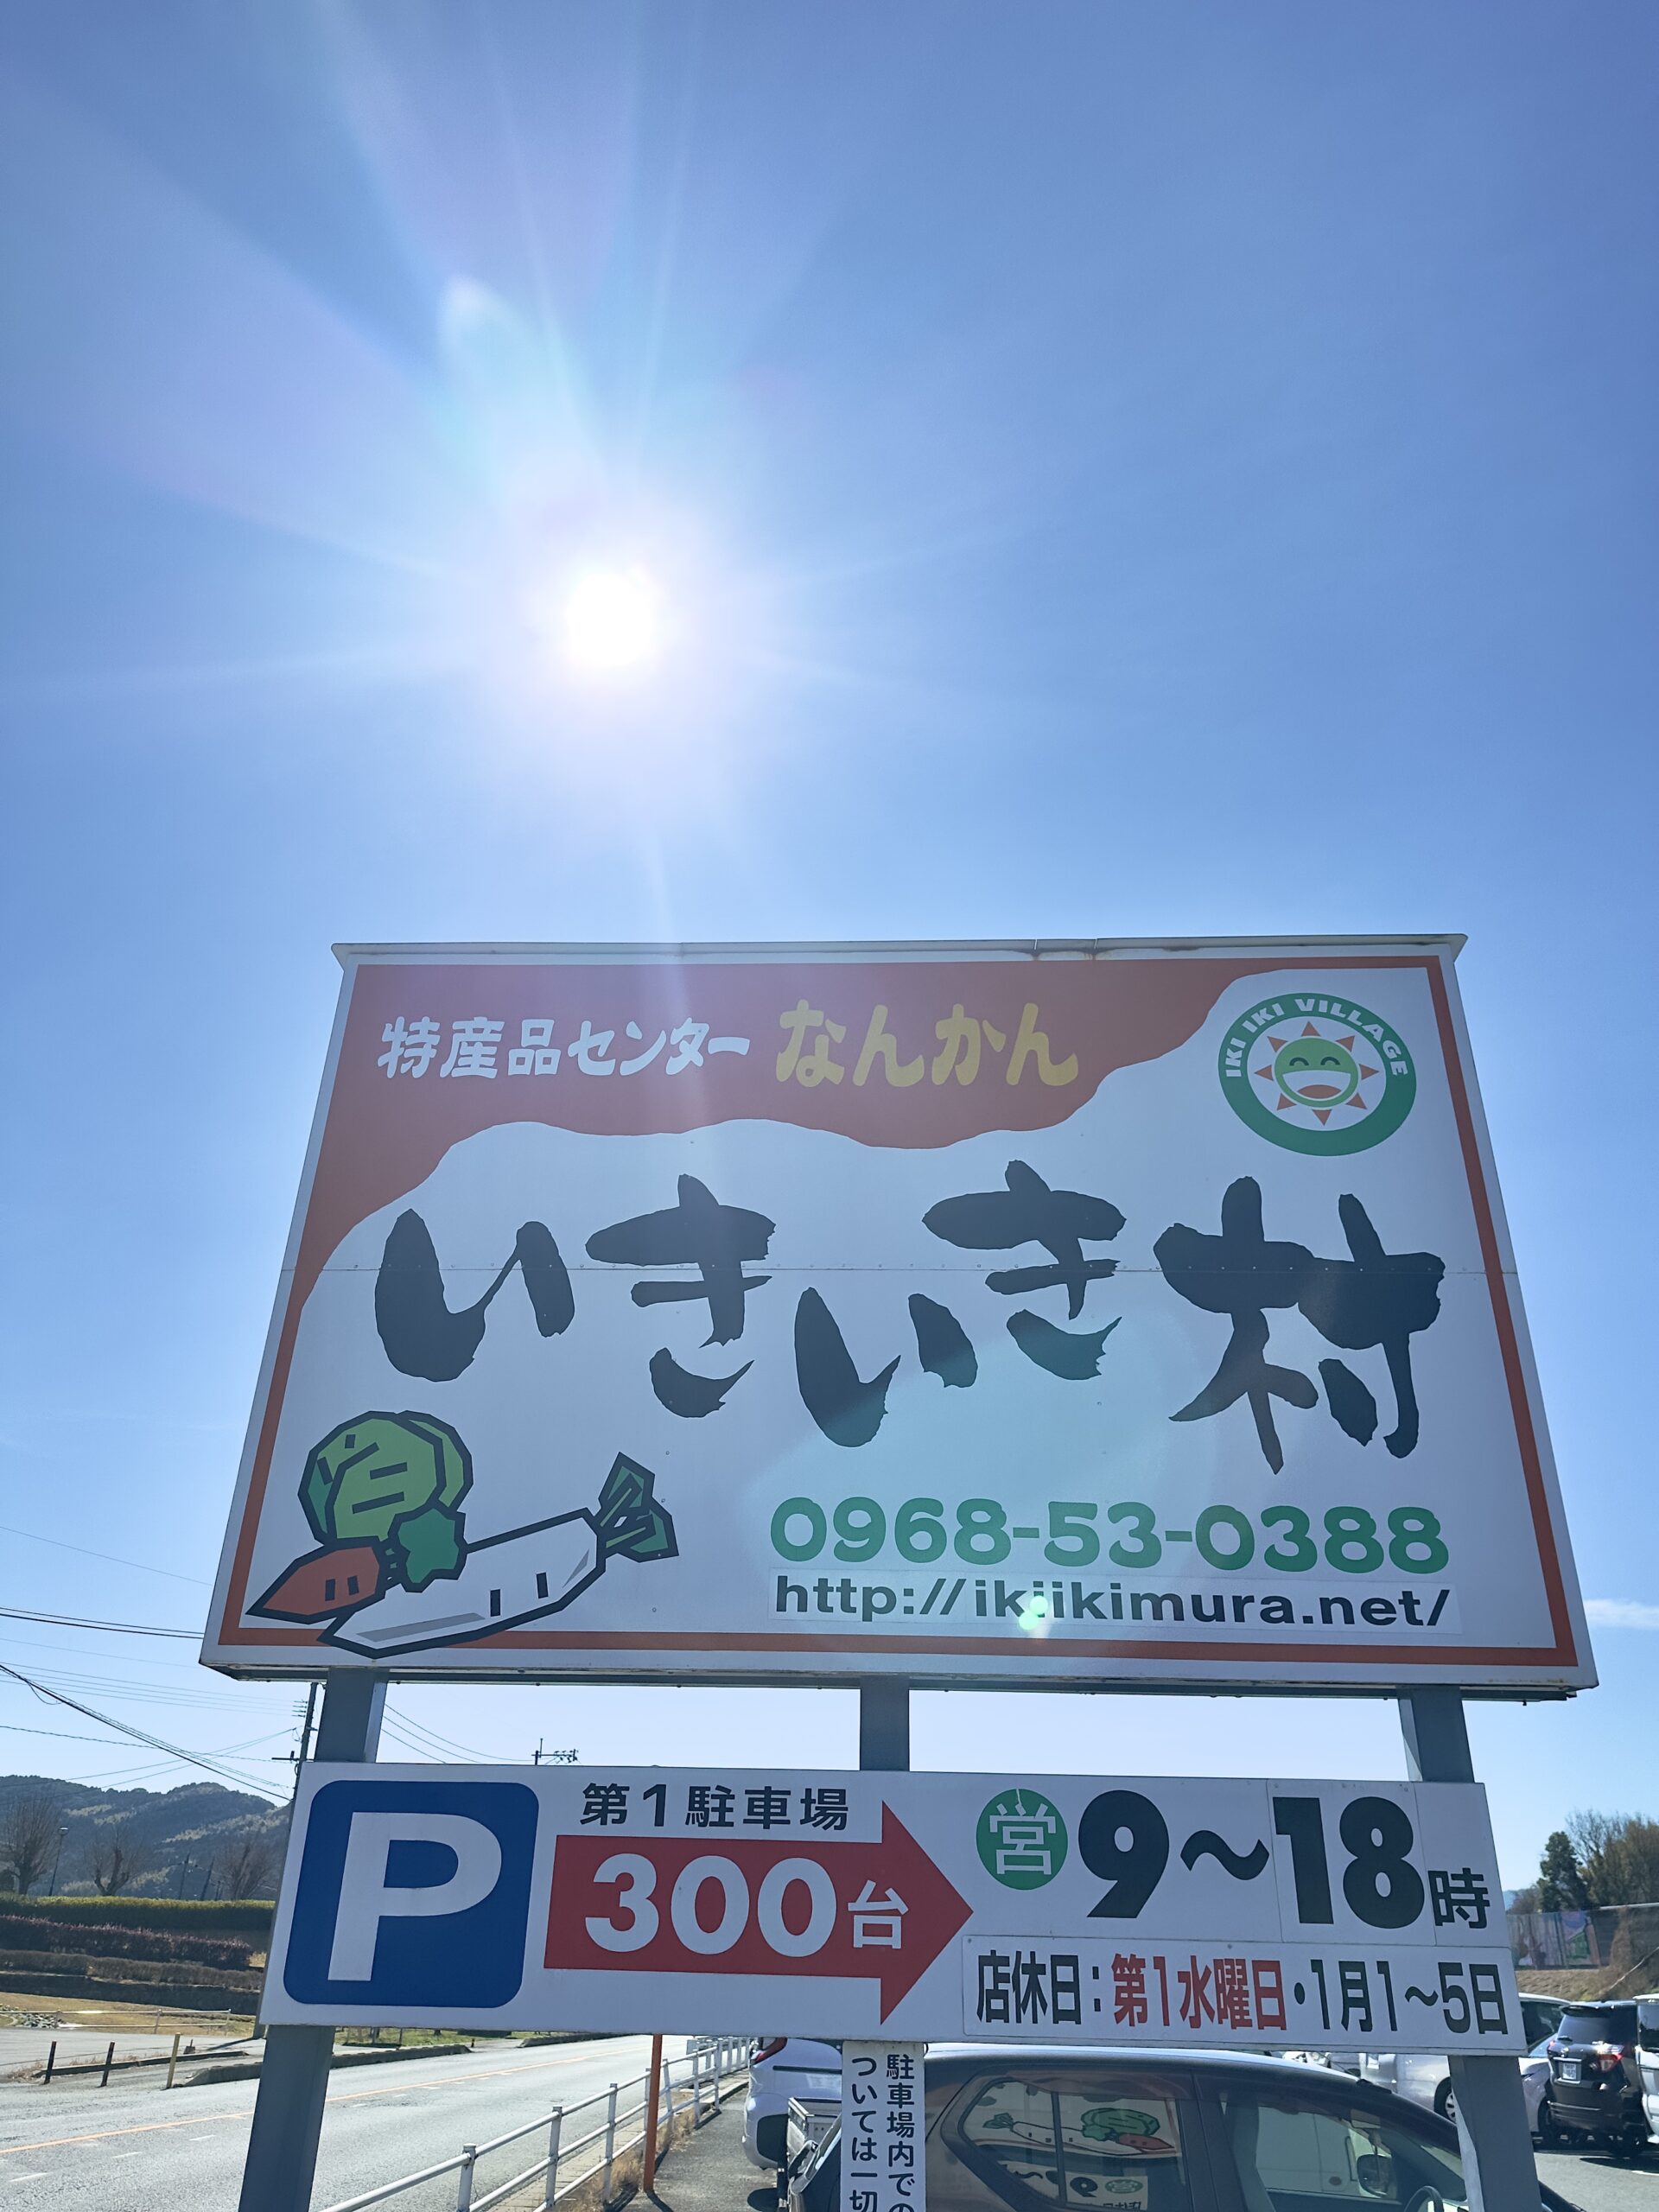 特産品センター なんかん
IKI IKI VILLAGE
いきいき村
0968-53-0388
http://ikiikimura.net/
P
第1駐車場
300台
営 9～18時
店休日：第1水曜日・1月1～5日
駐車場内での
ついては一切